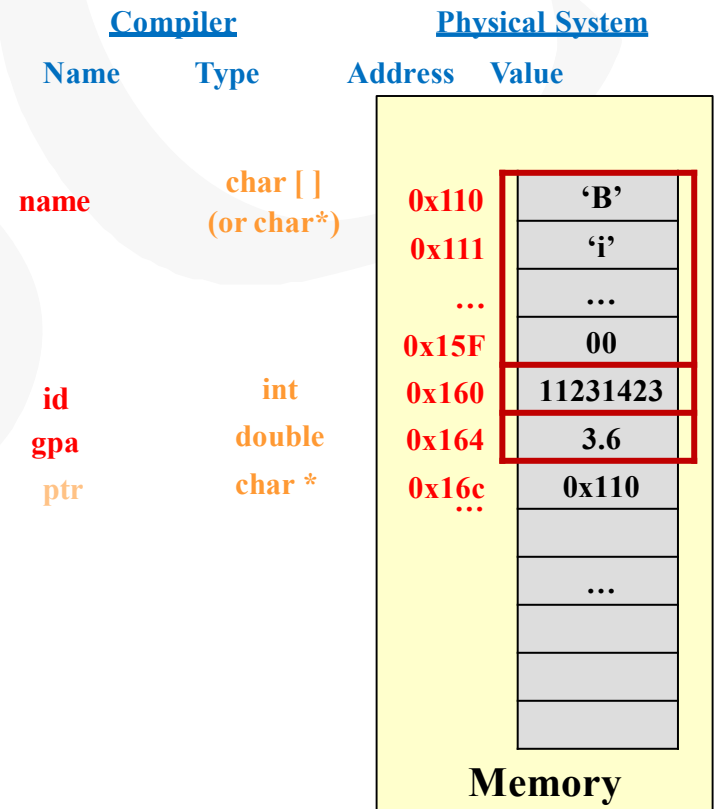 Compiler Physical System
Name Type Address Value
name char [ ] (or char*) 0x110 ‘B’
0x111 ‘i’
… …
0x15F 00
id int 0x160 11231423
gpa double 0x164 3.6
ptr char * 0x16c 0x110
…
…
Memory